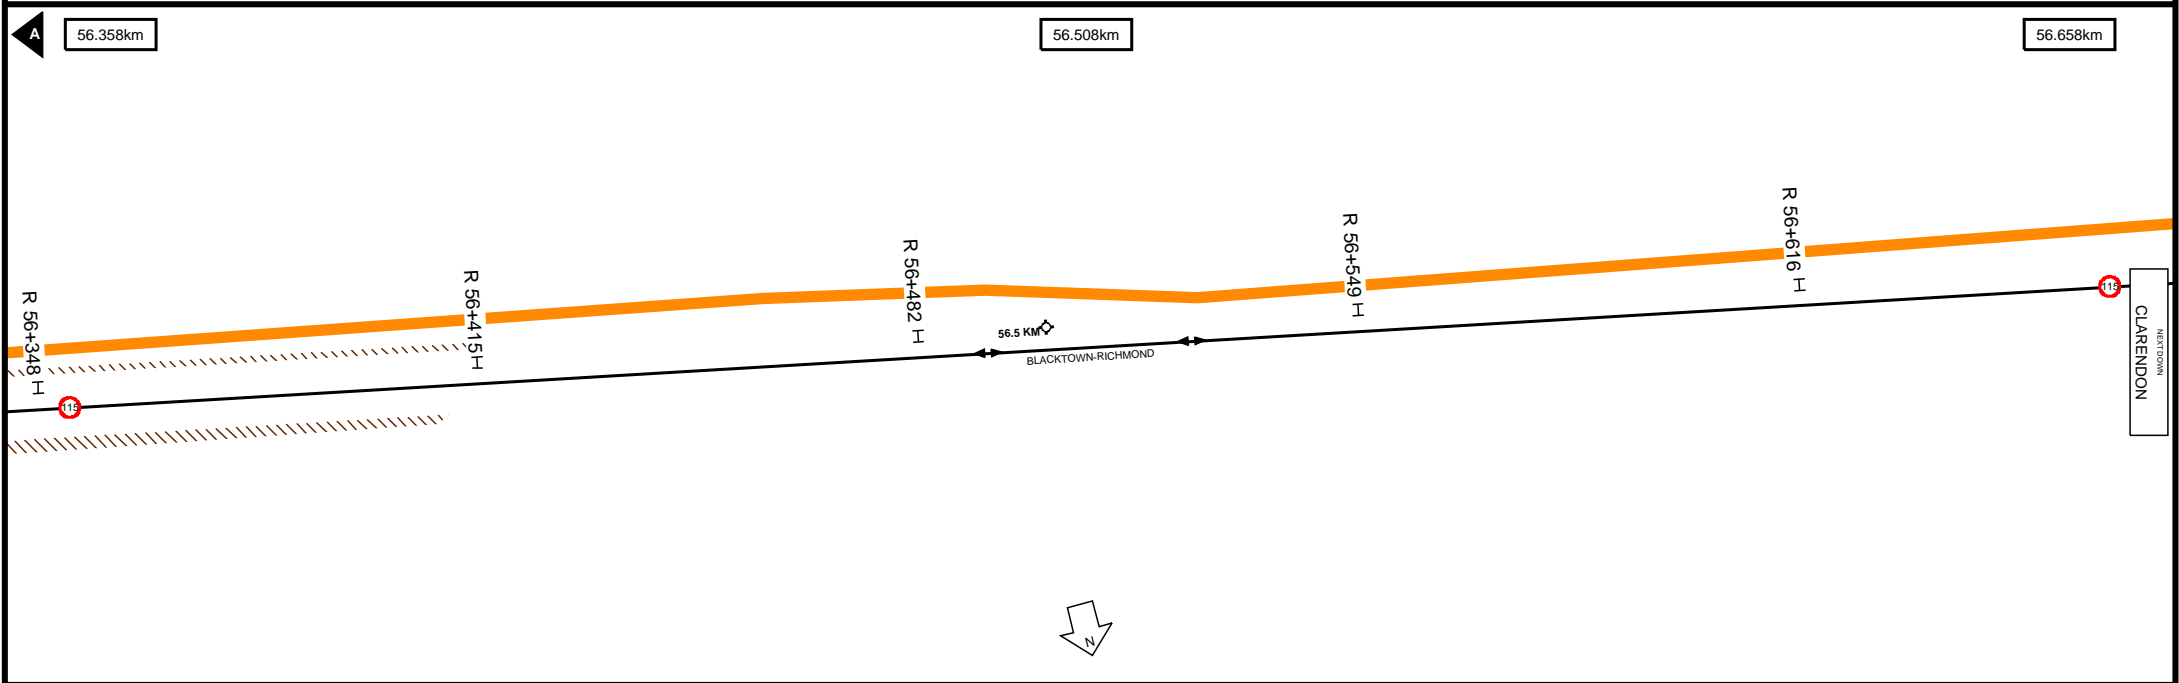 A
56.358km
56.508km
56.658km
R 56+348 H
R 56+415H
R 56+482 H
R 56+549 H
R 56+616 H
56.5 KM
BLACKTOWN-RICHMOND
115
115
NEXT DOWN
CLARENDON
N